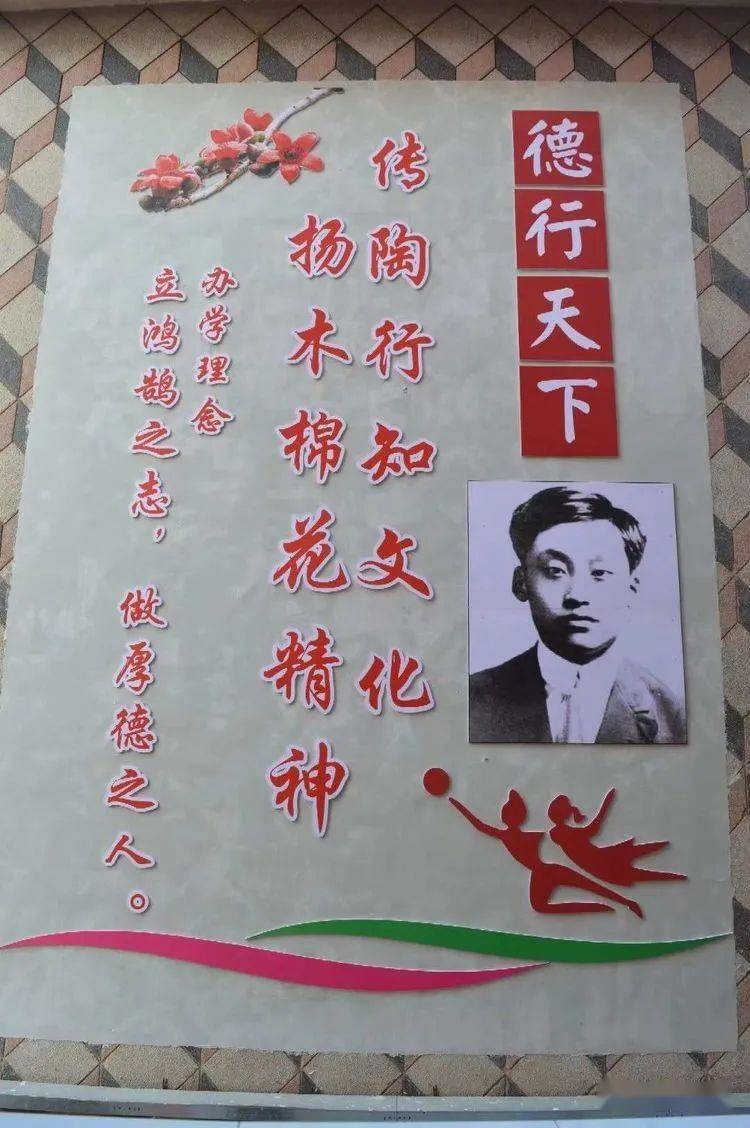 德行天下
传陶行知文化
扬木棉花精神
办学理念
立鸿鹄之志，做厚德之人。